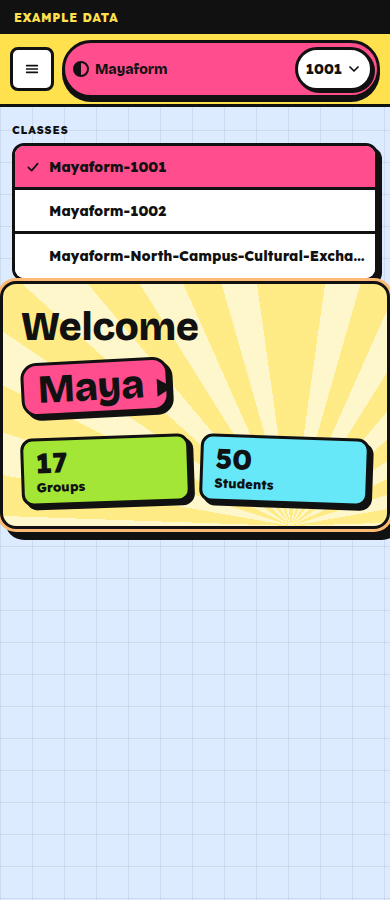 EXAMPLE DATA
Mayaform
1001
CLASSES
Mayaform-1001
Mayaform-1002
Mayaform-North-Campus-Cultural-Excha...
Welcome
Maya
17
Groups
50
Students